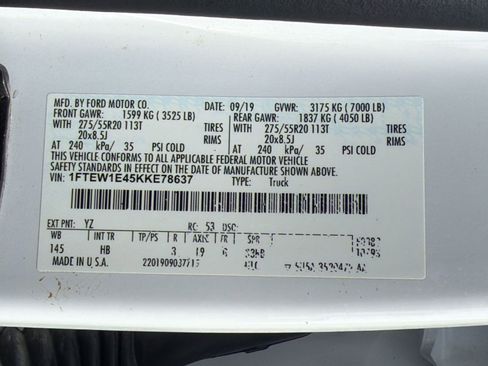 MFD. BY FORD MOTOR CO. DATE: 09/19 GVWR: 3175 KG ( 7000 LB)
FRONT GAWR: 1599 KG ( 3525 LB) REAR GAWR: 1837 KG ( 4050 LB)
WITH 275/55R20 113T TIRES WITH 275/55R20 113T TIRES
20x8.5J RIMS 20x8.5J RIMS
AT 240 kPa/ 35 PSI COLD AT 240 kPa/ 35 PSI COLD
THIS VEHICLE CONFORMS TO ALL APPLICABLE FEDERAL MOTOR VEHICLE
SAFETY STANDARDS IN EFFECT ON THE DATE OF MANUFACTURE SHOWN ABOVE.
VIN: 1FTEW1E45KKE78637 TYPE: Truck
EXT PNT: YZ RC: 53 DSO:
WB INT TR TP/PS R AX TR SPR
145 HB 3 19 6
MADE IN U.S.A.